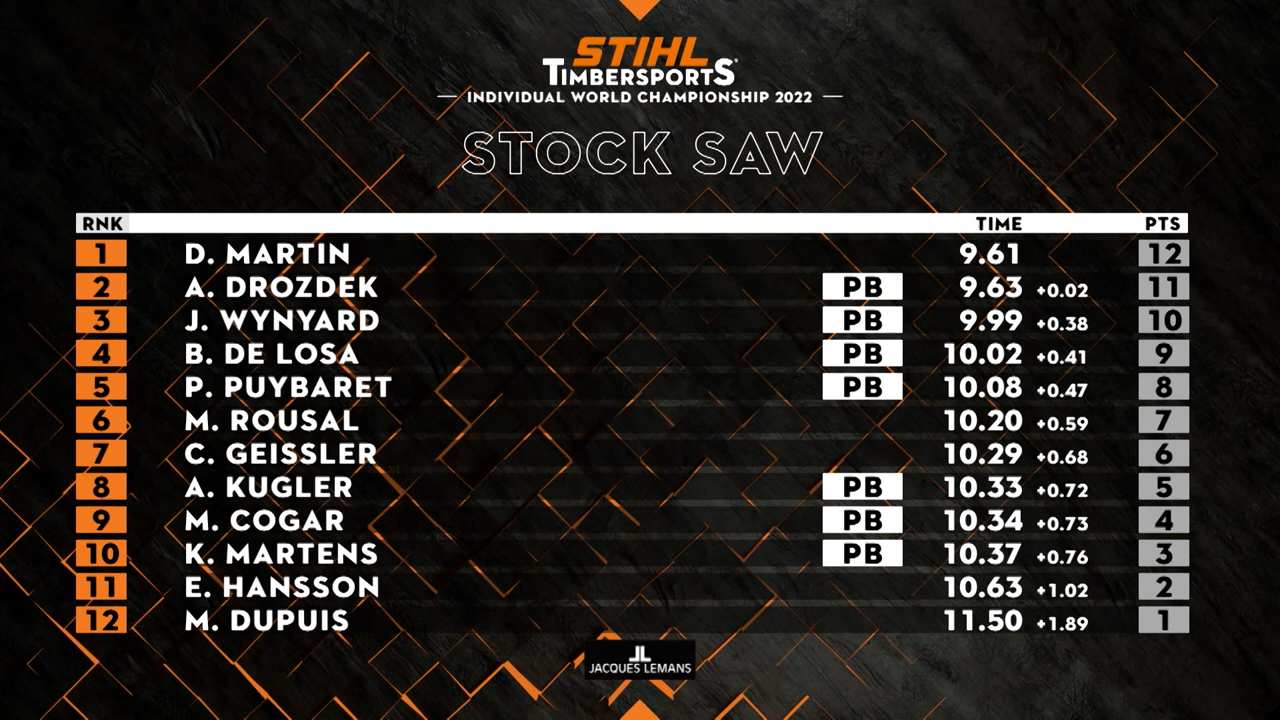 STIHL
TIMBERSPORTS®
INDIVIDUAL WORLD CHAMPIONSHIP 2022
STOCK SAW
RNK TIME PTS
1 D. MARTIN 9.61 12
2 A. DROZDEK PB 9.63 +0.02 11
3 J. WYNYARD PB 9.99 +0.38 10
4 B. DE LOSA PB 10.02 +0.41 9
5 P. PUYBARET PB 10.08 +0.47 8
6 M. ROUSAL 10.20 +0.59 7
7 C. GEISSLER 10.29 +0.68 6
8 A. KUGLER PB 10.33 +0.72 5
9 M. COGAR PB 10.34 +0.73 4
10 K. MARTENS PB 10.37 +0.76 3
11 E. HANSSON 10.63 +1.02 2
12 M. DUPUIS 11.50 +1.89 1
JL
JACQUES LEMANS